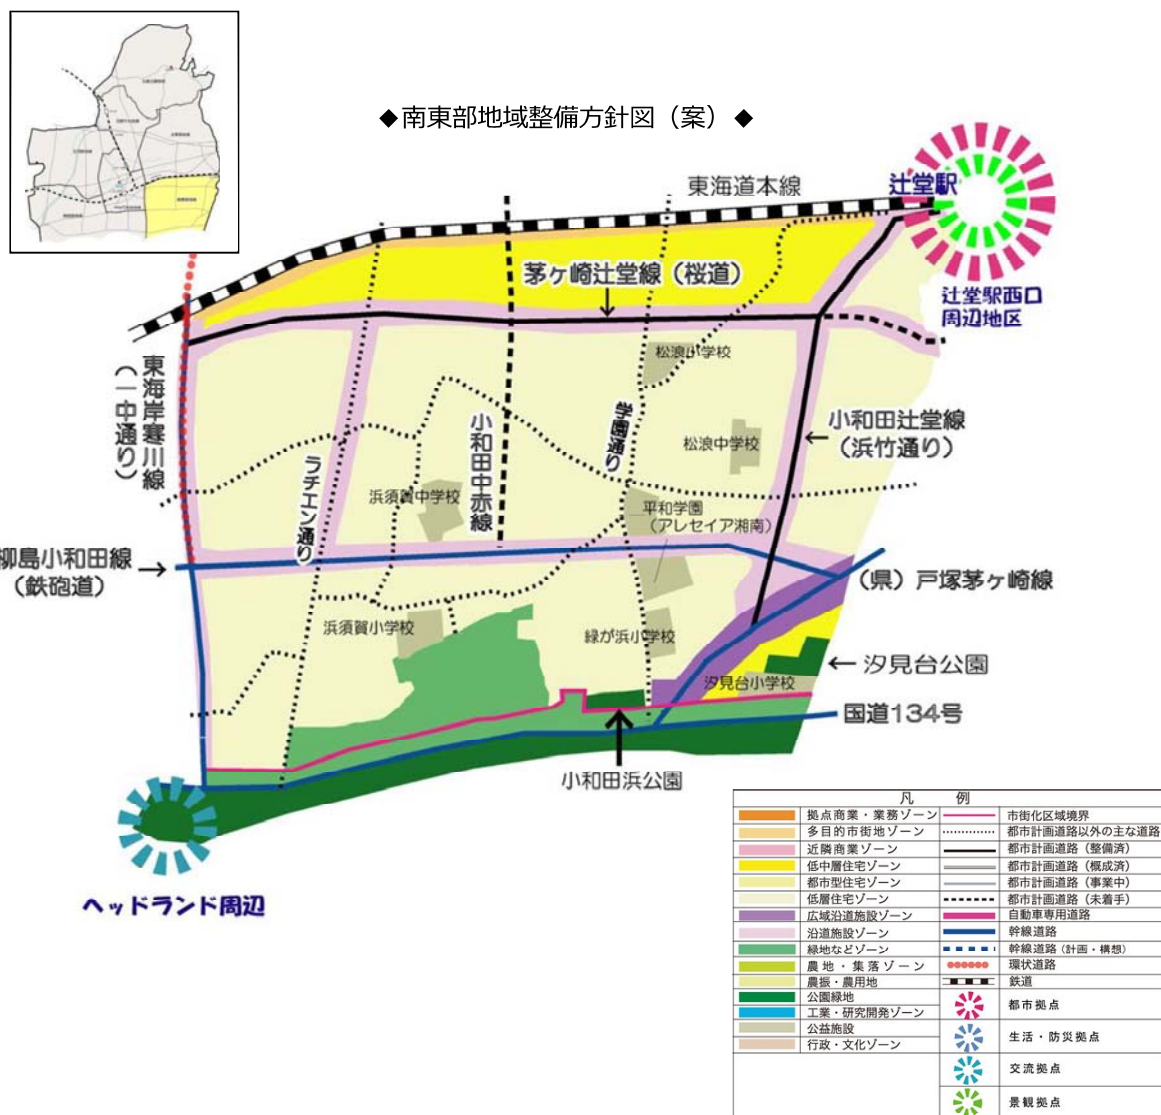 ◆南東部地域整備方針図（案）◆
東海道本線
辻堂駅
茅ヶ崎辻堂線（桜道）
辻堂駅西口
周辺地区
松浪小学校
東海岸寒川線
（一中通り）
学園通り
小和田中赤線
小和田辻堂線
（浜竹通り）
松浪中学校
ラチエン通り
浜須賀中学校
平和学園
（アレセイア湘南）
柳島小和田線
（鉄砲道）
（県）戸塚茅ヶ崎線
浜須賀小学校
緑が浜小学校
汐見台公園
汐見台小学校
国道134号
小和田浜公園
ヘッドランド周辺
凡　例
拠点商業・業務ゾーン
市街化区域境界
多目的市街地ゾーン
都市計画道路以外の主な道路
近隣商業ゾーン
都市計画道路（整備済）
低中層住宅ゾーン
都市計画道路（概成済）
都市型住宅ゾーン
都市計画道路（事業中）
低層住宅ゾーン
都市計画道路（未着手）
広域沿道施設ゾーン
自動車専用道路
沿道施設ゾーン
幹線道路
緑地などゾーン
幹線道路（計画・構想）
農地・集落ゾーン
環状道路
農振・農用地
鉄道
公園緑地
都市拠点
工業・研究開発ゾーン
公益施設
生活・防災拠点
行政・文化ゾーン
交流拠点
景観拠点